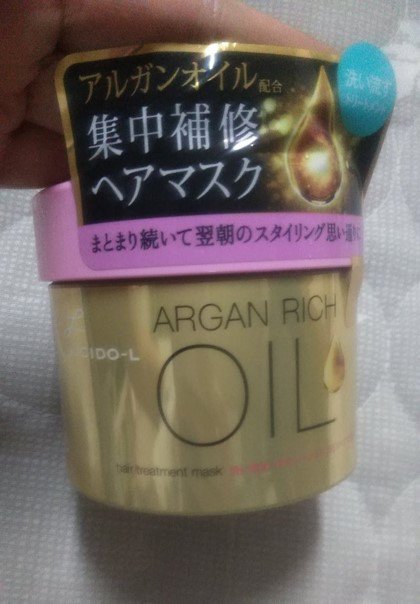 アルガンオイル配合
集中補修
ヘアマスク
洗い流す
まとまり続いて翌朝のスタイリング思い通りに
CIDO-L
ARGAN RICH
OIL
hair treatment mask